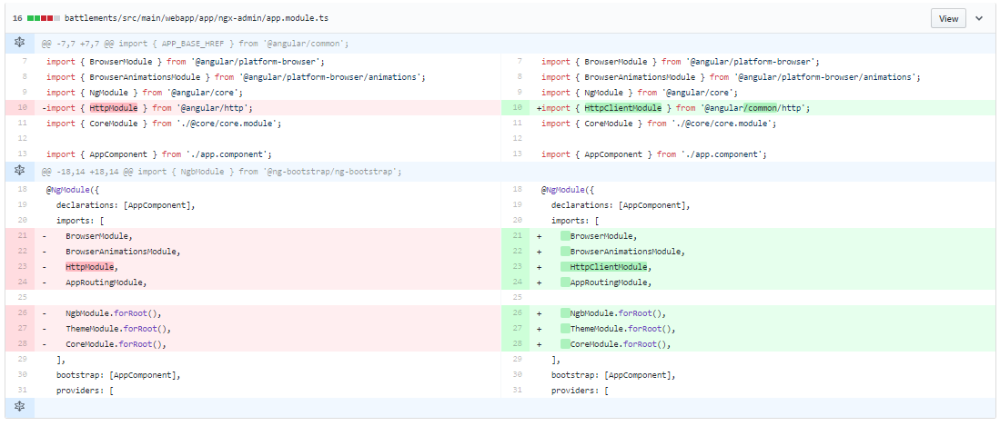 16 battlements/src/main/webapp/app/ngx-admin/app.module.ts View
@@ -7,7 +7,7 @@ import { APP_BASE_HREF } from '@angular/common';
7 import { BrowserModule } from '@angular/platform-browser'; 7 import { BrowserModule } from '@angular/platform-browser';
8 import { BrowserAnimationsModule } from '@angular/platform-browser/animations'; 8 import { BrowserAnimationsModule } from '@angular/platform-browser/animations';
9 import { NgModule } from '@angular/core'; 9 import { NgModule } from '@angular/core';
10 -import { HttpModule } from '@angular/http'; 10 +import { HttpClientModule } from '@angular/common/http';
11 import { CoreModule } from './@core/core.module'; 11 import { CoreModule } from './@core/core.module';
12 12
13 import { AppComponent } from './app.component'; 13 import { AppComponent } from './app.component';
@@ -18,14 +18,14 @@ import { NgbModule } from '@ng-bootstrap/ng-bootstrap';
18 @NgModule({ 18 @NgModule({
19 declarations: [AppComponent], 19 declarations: [AppComponent],
20 imports: [ 20 imports: [
21 - BrowserModule, 21 + BrowserModule,
22 - BrowserAnimationsModule, 22 + BrowserAnimationsModule,
23 - HttpModule, 23 + HttpClientModule,
24 - AppRoutingModule, 24 + AppRoutingModule,
25 25
26 - NgbModule.forRoot(), 26 + NgbModule.forRoot(),
27 - ThemeModule.forRoot(), 27 + ThemeModule.forRoot(),
28 - CoreModule.forRoot(), 28 + CoreModule.forRoot(),
29 ], 29 ],
30 bootstrap: [AppComponent], 30 bootstrap: [AppComponent],
31 providers: [ 31 providers: [